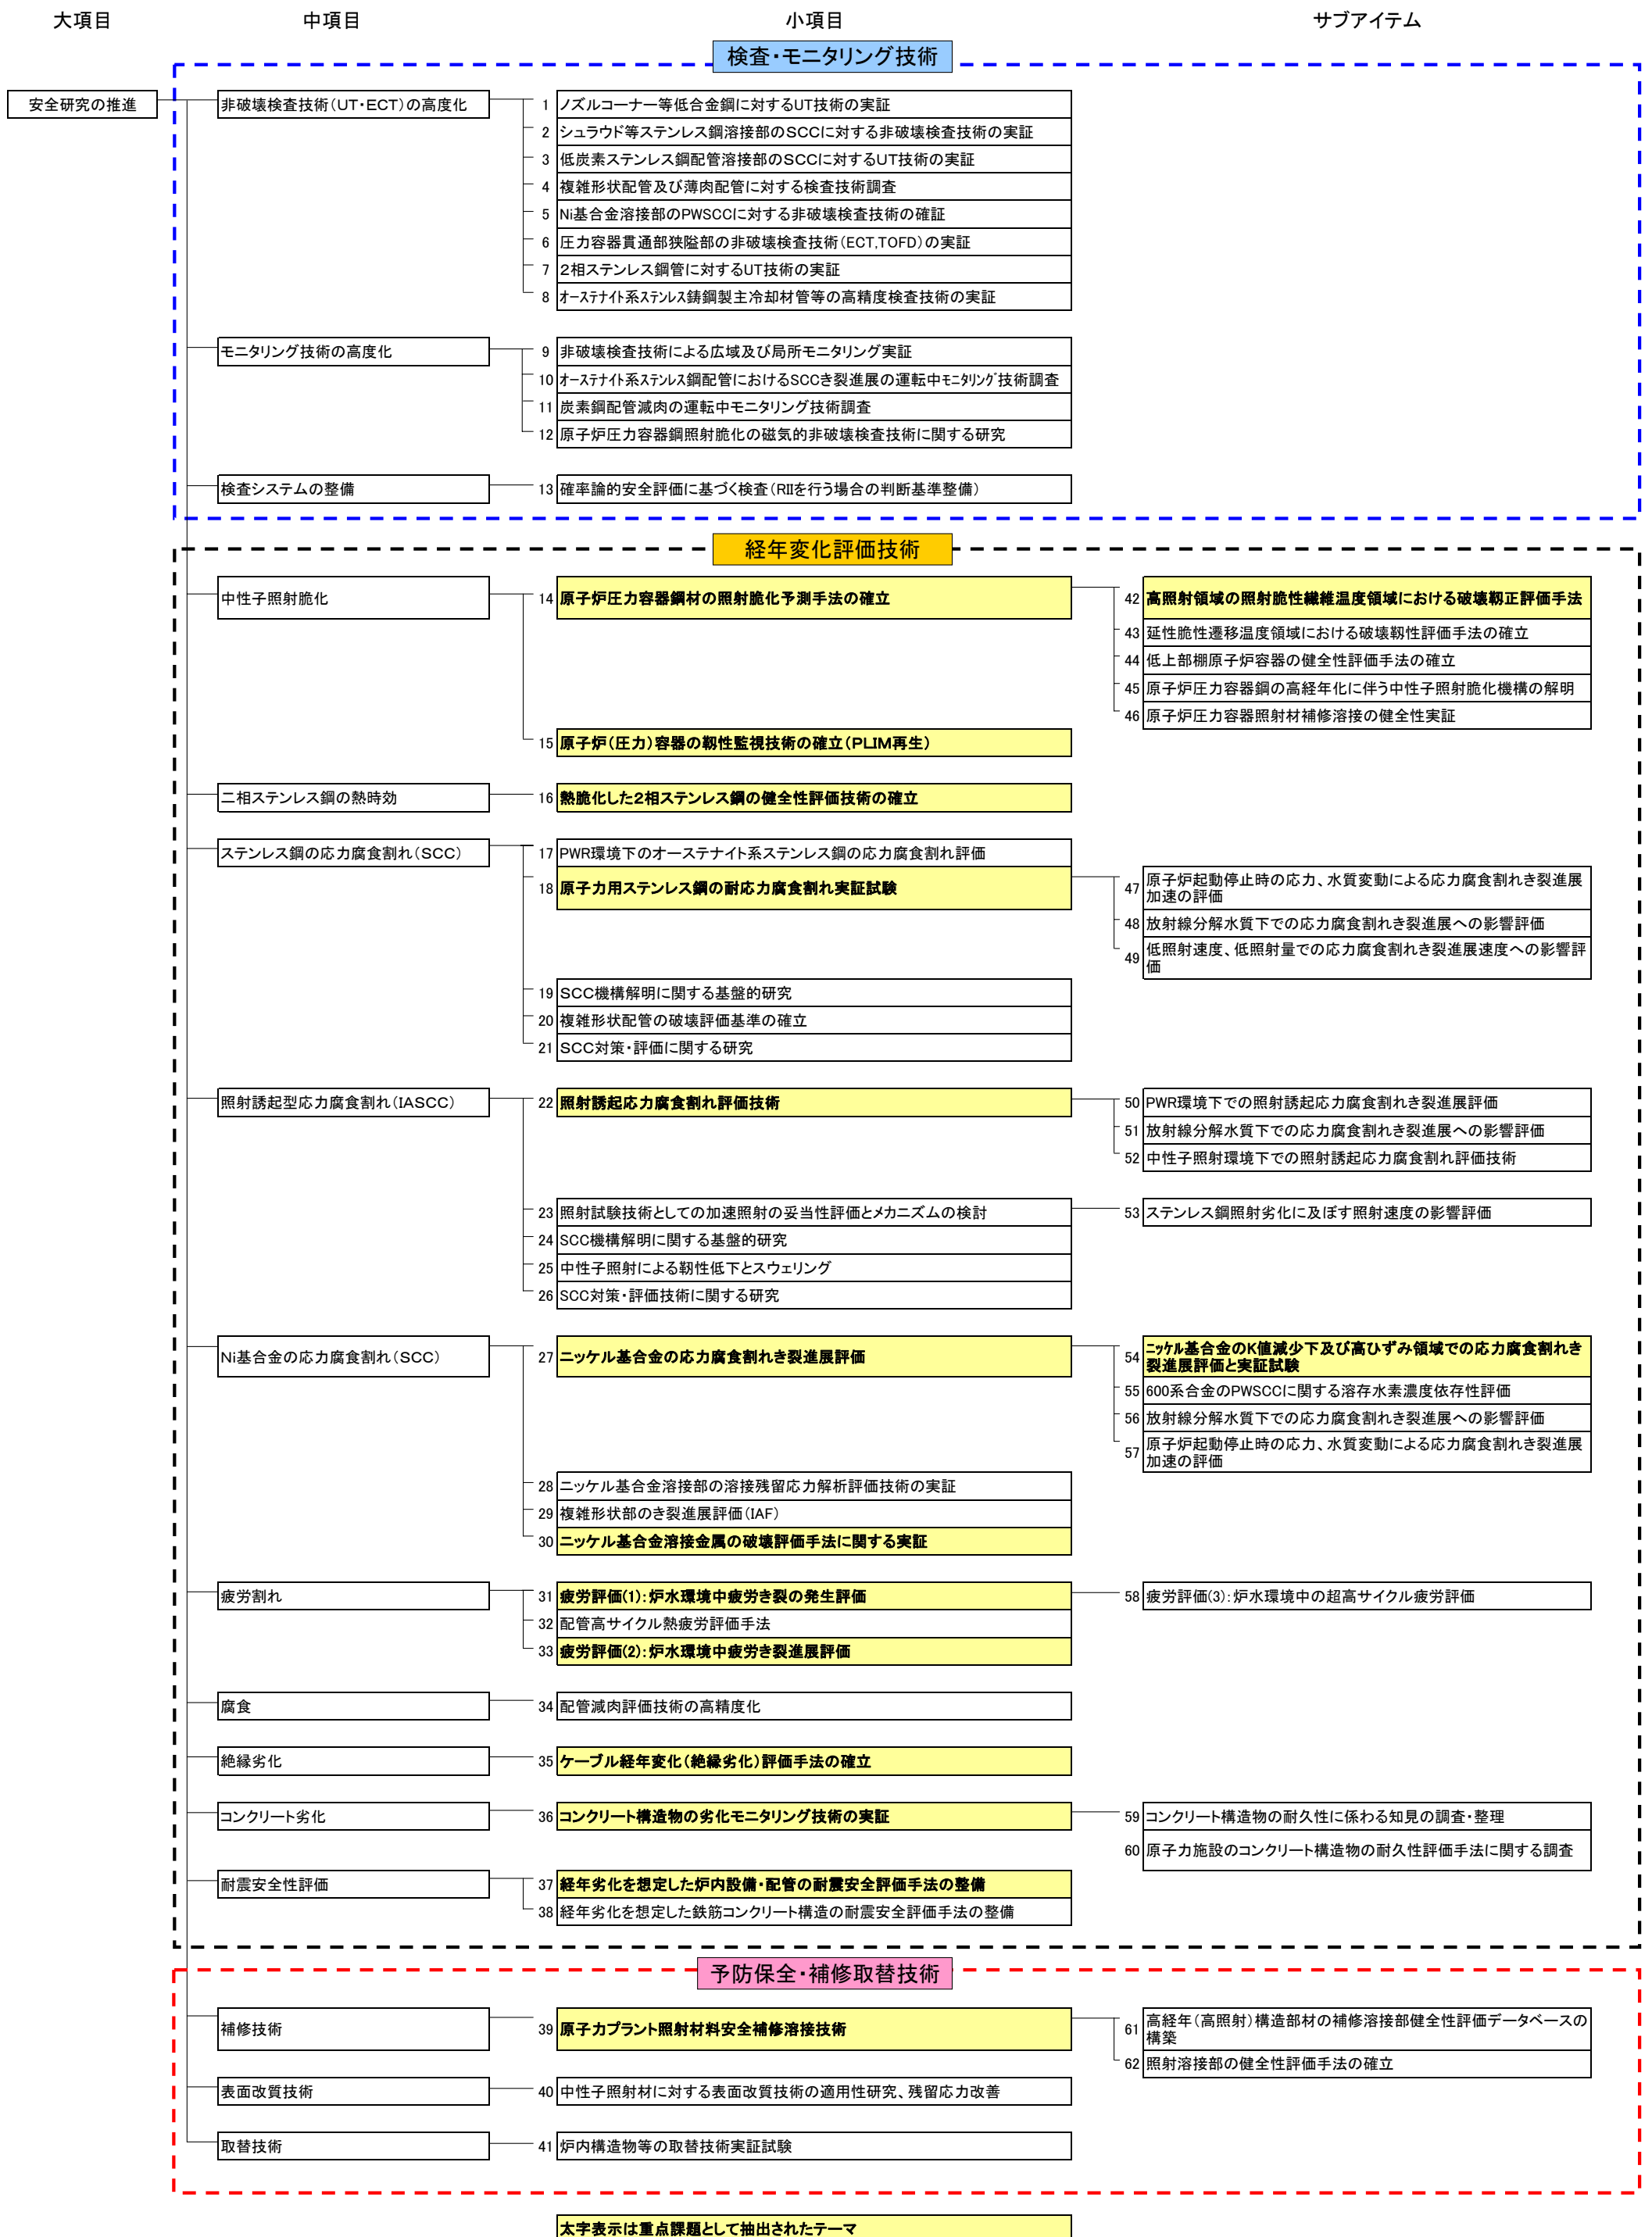 大項目 中項目 小項目 サブアイテム
検査・モニタリング技術
安全研究の推進
非破壊検査技術（UT・ECT）の高度化
1 ノズルコーナー等低合金鋼に対するUT技術の実証
2 シュラウド等ステンレス鋼溶接部のSCCに対する非破壊検査技術の実証
3 低炭素ステンレス鋼配管溶接部のSCCに対するUT技術の実証
4 複雑形状配管及び薄肉配管に対する検査技術調査
5 Ni基合金溶接部のPWSCCに対する非破壊検査技術の確証
6 圧力容器貫通部狭隘部の非破壊検査技術（ECT,TOFD）の実証
7 2相ステンレス鋼管に対するUT技術の実証
8 ｵｰｽﾃﾅｲﾄ系ｽﾃﾝﾚｽ鋳鋼製主冷却材管等の高精度検査技術の実証
モニタリング技術の高度化
9 非破壊検査技術による広域及び局所モニタリング実証
10 ｵｰｽﾃﾅｲﾄ系ｽﾃﾝﾚｽ鋼配管におけるSCCき裂進展の運転中ﾓﾆﾀﾘﾝｸﾞ技術調査
11 炭素鋼配管減肉の運転中モニタリング技術調査
12 原子炉圧力容器鋼照射脆化の磁気的非破壊検査技術に関する研究
検査システムの整備
13 確率論的安全評価に基づく検査（RIIを行う場合の判断基準整備）
経年変化評価技術
中性子照射脆化
14 原子炉圧力容器鋼材の照射脆化予測手法の確立
42 高照射領域の照射脆性繊維温度領域における破壊靱正評価手法
43 延性脆性遷移温度領域における破壊靱性評価手法の確立
44 低上部棚原子炉容器の健全性評価手法の確立
45 原子炉圧力容器鋼の高経年化に伴う中性子照射脆化機構の解明
46 原子炉圧力容器照射材補修溶接の健全性実証
15 原子炉（圧力）容器の靱性監視技術の確立（PLIM再生）
二相ステンレス鋼の熱時効
16 熱脆化した2相ステンレス鋼の健全性評価技術の確立
ステンレス鋼の応力腐食割れ（SCC）
17 PWR環境下のオーステナイト系ステンレス鋼の応力腐食割れ評価
18 原子力用ステンレス鋼の耐応力腐食割れ実証試験
47 原子炉起動停止時の応力、水質変動による応力腐食割れき裂進展
加速の評価
48 放射線分解水質下での応力腐食割れき裂進展への影響評価
49 低照射速度、低照射量での応力腐食割れき裂進展速度への影響評
価
19 SCC機構解明に関する基盤的研究
20 複雑形状配管の破壊評価基準の確立
21 SCC対策・評価に関する研究
照射誘起型応力腐食割れ（IASCC）
22 照射誘起応力腐食割れ評価技術
50 PWR環境下での照射誘起応力腐食割れき裂進展評価
51 放射線分解水質下での応力腐食割れき裂進展への影響評価
52 中性子照射環境下での照射誘起応力腐食割れ評価技術
23 照射試験技術としての加速照射の妥当性評価とメカニズムの検討
53 ステンレス鋼照射劣化に及ぼす照射速度の影響評価
24 SCC機構解明に関する基盤的研究
25 中性子照射による靭性低下とスウェリング
26 SCC対策・評価技術に関する研究
Ni基合金の応力腐食割れ（SCC）
27 ニッケル基合金の応力腐食割れき裂進展評価
54 ﾆｯｹﾙ基合金のK値減少下及び高ひずみ領域での応力腐食割れき
裂進展評価と実証試験
55 600系合金のPWSCCに関する溶存水素濃度依存性評価
56 放射線分解水質下での応力腐食割れき裂進展への影響評価
57 原子炉起動停止時の応力、水質変動による応力腐食割れき裂進展
加速の評価
28 ニッケル基合金溶接部の溶接残留応力解析評価技術の実証
29 複雑形状部のき裂進展評価（IAF）
30 ニッケル基合金溶接金属の破壊評価手法に関する実証
疲労割れ
31 疲労評価(1)：炉水環境中疲労き裂の発生評価
58 疲労評価(3)：炉水環境中の超高サイクル疲労評価
32 配管高サイクル熱疲労評価手法
33 疲労評価(2)：炉水環境中疲労き裂進展評価
腐食
34 配管減肉評価技術の高精度化
絶縁劣化
35 ケーブル経年変化（絶縁劣化）評価手法の確立
コンクリート劣化
36 コンクリート構造物の劣化モニタリング技術の実証
59 コンクリート構造物の耐久性に係わる知見の調査・整理
60 原子力施設のコンクリート構造物の耐久性評価手法に関する調査
耐震安全性評価
37 経年劣化を想定した炉内設備・配管の耐震安全評価手法の整備
38 経年劣化を想定した鉄筋コンクリート構造の耐震安全評価手法の整備
予防保全・補修取替技術
補修技術
39 原子力プラント照射材料安全補修溶接技術
61 高経年（高照射）構造部材の補修溶接部健全性評価データベースの
構築
62 照射溶接部の健全性評価手法の確立
表面改質技術
40 中性子照射材に対する表面改質技術の適用性研究、残留応力改善
取替技術
41 炉内構造物等の取替技術実証試験
太字表示は重点課題として抽出されたテーマ